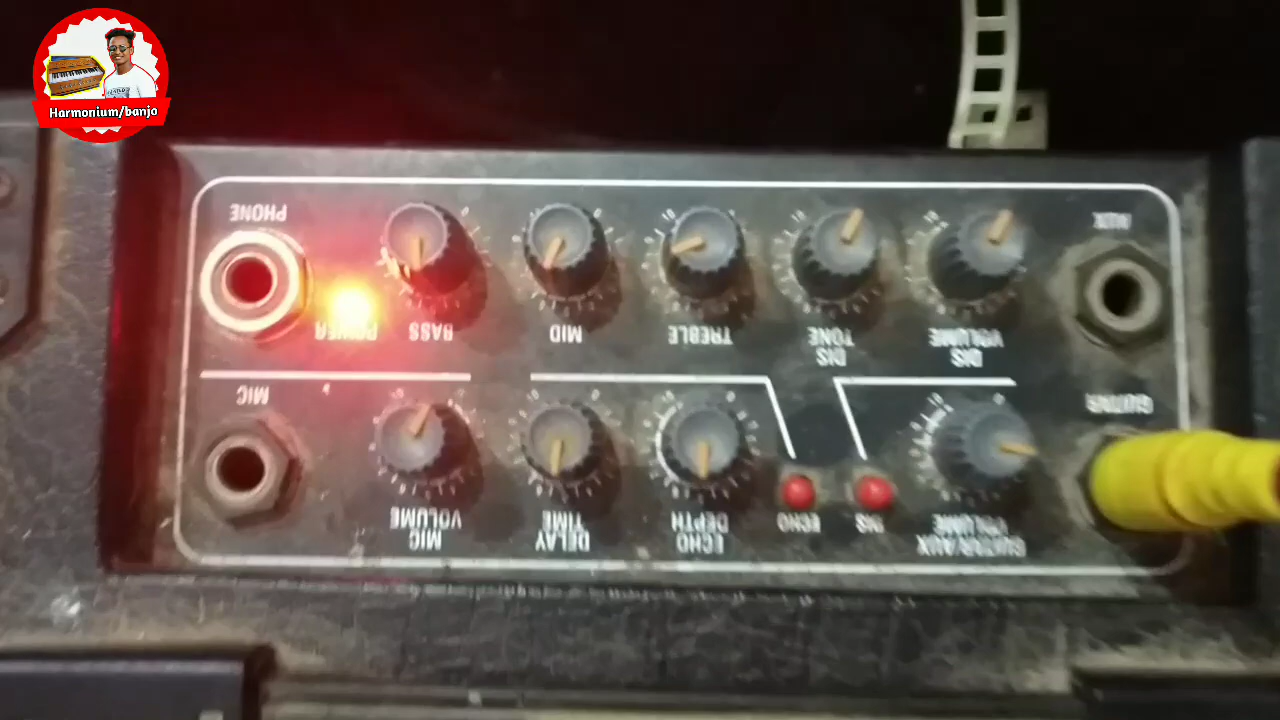 Harmonium/banjo
GUITAR/AUX
VOLUME
DIS
ECHO
ECHO
DEPTH
DELAY
TIME
MIC
VOLUME
GUITAR
MIC
DIS
VOLUME
DIS
TONE
TREBLE
MID
BASS
POWER
AUX
PHONE